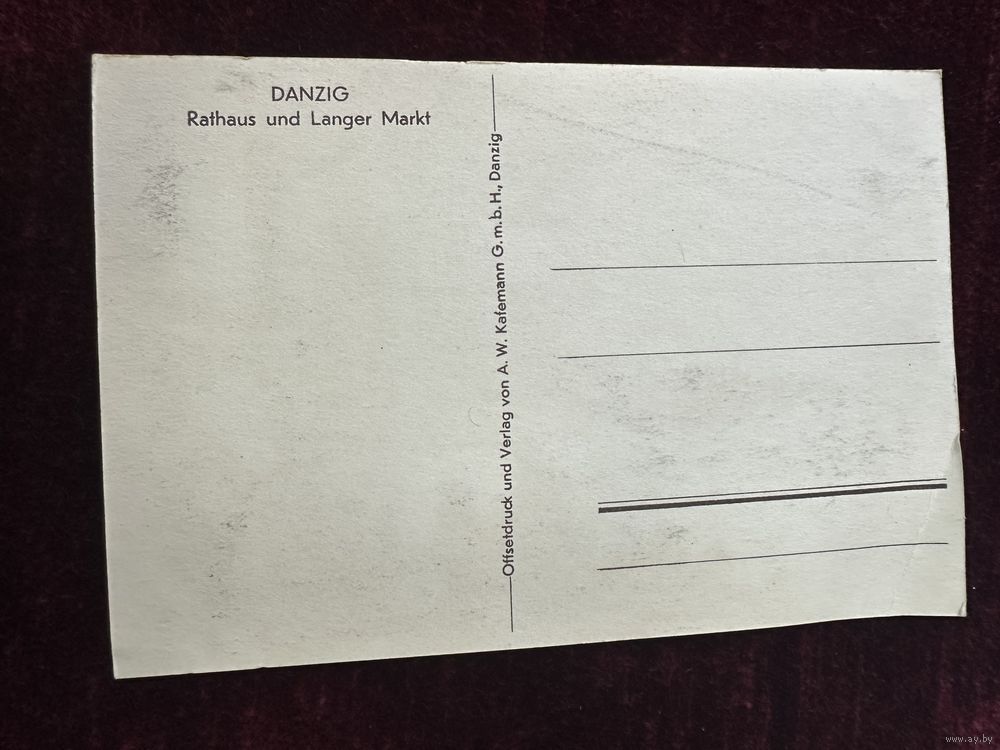 DANZIG
Rathaus und Langer Markt
Offsetdruck und Verlag von A. W. Kafemann G. m. b. H., Danzig
www.ay.by